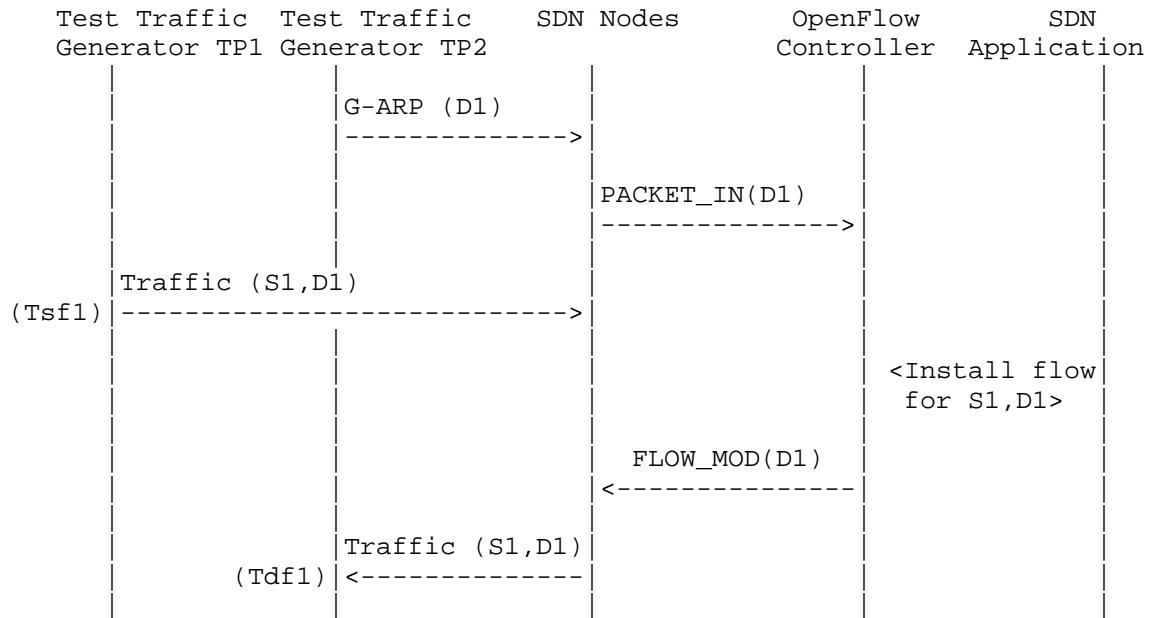 Test Traffic  Test Traffic    SDN Nodes       OpenFlow        SDN
Generator TP1 Generator TP2                  Controller  Application
G-ARP (D1)
-------------->
PACKET_IN(D1)
--------------->
Traffic (S1,D1)
(Tsf1)|---------------------------->
<Install flow
for S1,D1>
FLOW_MOD(D1)
<---------------
Traffic (S1,D1)
(Tdf1)|<--------------